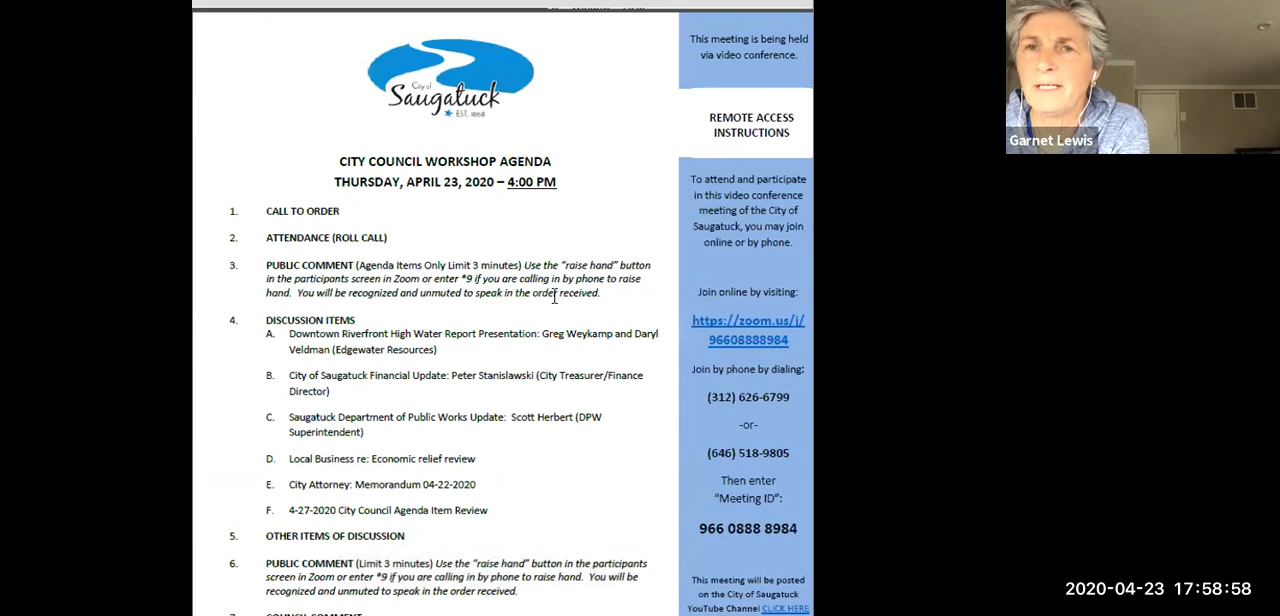 City of
Saugatuck
EST. 1868
CITY COUNCIL WORKSHOP AGENDA
THURSDAY, APRIL 23, 2020 – 4:00 PM
1. CALL TO ORDER
2. ATTENDANCE (ROLL CALL)
3. PUBLIC COMMENT (Agenda Items Only Limit 3 minutes) Use the "raise hand" button
in the participants screen in Zoom or enter *9 if you are calling in by phone to raise
hand. You will be recognized and unmuted to speak in the order received.
4. DISCUSSION ITEMS
A. Downtown Riverfront High Water Report Presentation: Greg Weykamp and Daryl
Veldman (Edgewater Resources)
B. City of Saugatuck Financial Update: Peter Stanislawski (City Treasurer/Finance
Director)
C. Saugatuck Department of Public Works Update: Scott Herbert (DPW
Superintendent)
D. Local Business re: Economic relief review
E. City Attorney: Memorandum 04-22-2020
F. 4-27-2020 City Council Agenda Item Review
5. OTHER ITEMS OF DISCUSSION
6. PUBLIC COMMENT (Limit 3 minutes) Use the "raise hand" button in the participants
screen in Zoom or enter *9 if you are calling in by phone to raise hand. You will be
recognized and unmuted to speak in the order received.
This meeting is being held
via video conference.
REMOTE ACCESS
INSTRUCTIONS
To attend and participate
in this video conference
meeting of the City of
Saugatuck, you may join
online or by phone.
Join online by visiting:
https://zoom.us/j/
96608888984
Join by phone by dialing:
(312) 626-6799
-or-
(646) 518-9805
Then enter
"Meeting ID":
966 0888 8984
This meeting will be posted
on the City of Saugatuck
YouTube Channel CLICK HERE
Garnet Lewis
2020-04-23 17:58:58